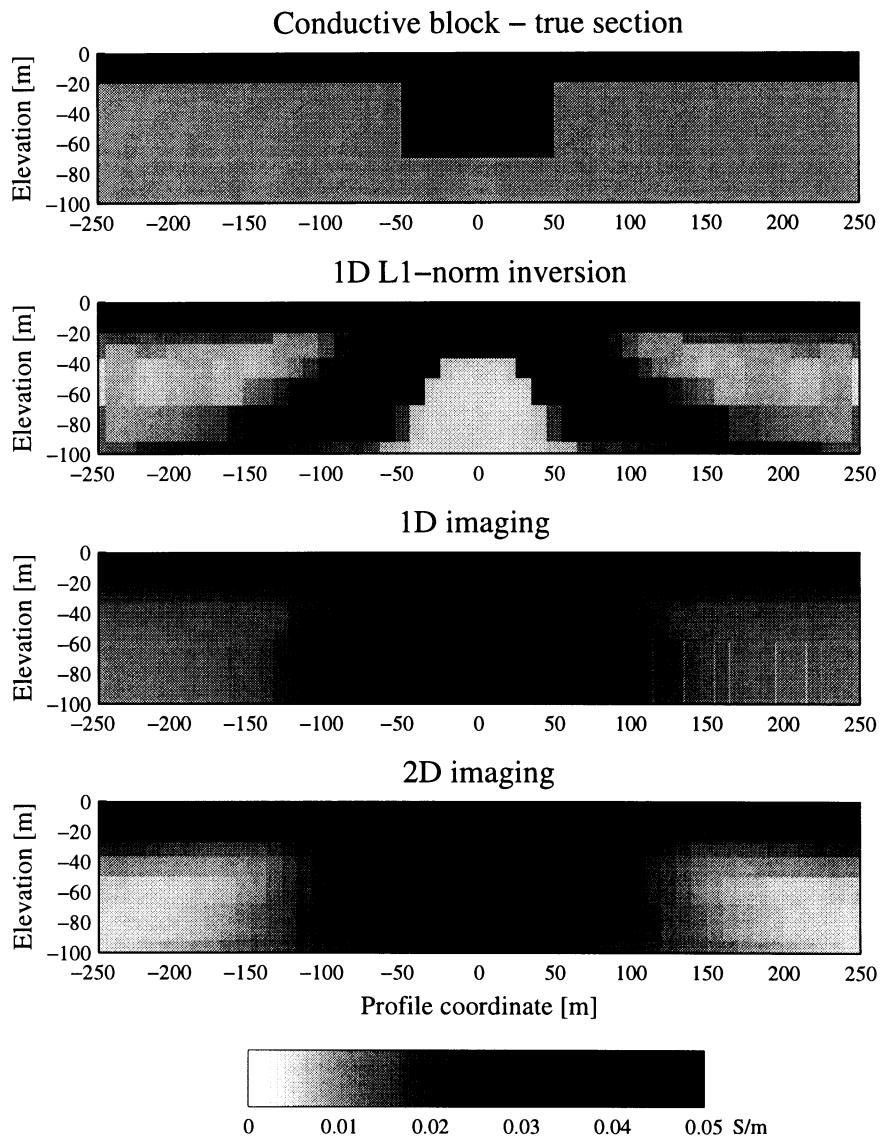 Conductive block – true section
Elevation [m]
0
−20
−40
−60
−80
−100
−250 −200 −150 −100 −50 0 50 100 150 200 250
1D L1−norm inversion
Elevation [m]
0
−20
−40
−60
−80
−100
−250 −200 −150 −100 −50 0 50 100 150 200 250
1D imaging
Elevation [m]
0
−20
−40
−60
−80
−100
−250 −200 −150 −100 −50 0 50 100 150 200 250
2D imaging
Elevation [m]
0
−20
−40
−60
−80
−100
−250 −200 −150 −100 −50 0 50 100 150 200 250
Profile coordinate [m]
0 0.01 0.02 0.03 0.04 0.05 S/m